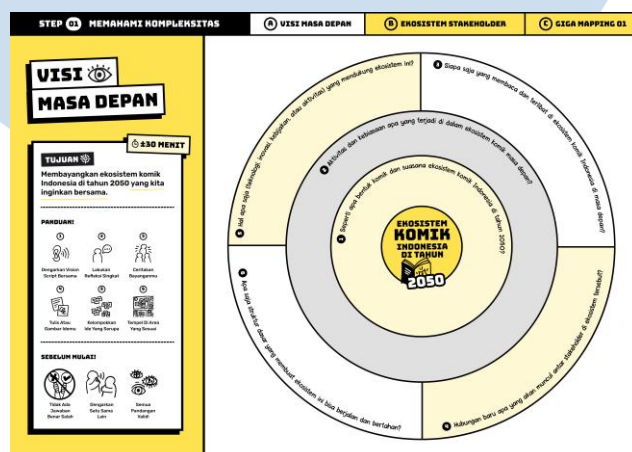 STEP 01 MEMAHAMI KOMPLEKSITAS
A VISI MASA DEPAN
B EKOSISTEM STAKEHOLDER
C GIGA MAPPING 01
VISI
MASA DEPAN
±30 MENIT
TUJUAN
Membayangkan ekosistem komik
Indonesia di tahun 2050 yang kita
inginkan bersama.
PANDUAN:
1
2
3
Dengarkan Vision
Script Bersama
Lakukan
Refleksi Singkat
Ceritakan
Bayanganmu
Tulis Atau
Gambar Idemu
Kelompokkan
Ide Yang Serupa
Tempel Di Area
Yang Sesuai
SEBELUM MULAI:
Tidak Ada
Jawaban
Benar Salah
Dengarkan
Satu Sama
Lain
Semua
Pandangan
Valid!
EKOSISTEM
KOMIK
INDONESIA
DI TAHUN
2050
Seperti apa bentuk komik dan suasana ekosistem komik Indonesia di tahun 2050?
Aktivitas dan kebiasaan apa yang terjadi di dalam ekosistem komik masa depan?
Siapa saja yang membaca dan terlibat di ekosistem komik Indonesia di masa depan?
Hubungan baru apa yang akan muncul antar stakeholder di ekosistem tersebut?
Apa saja struktur dasar yang membuat ekosistem ini bisa berjalan dan bertahan?
Hal apa saja (teknologi, inovasi, kebijakan, atau aktivitas) yang mendukung ekosistem ini?